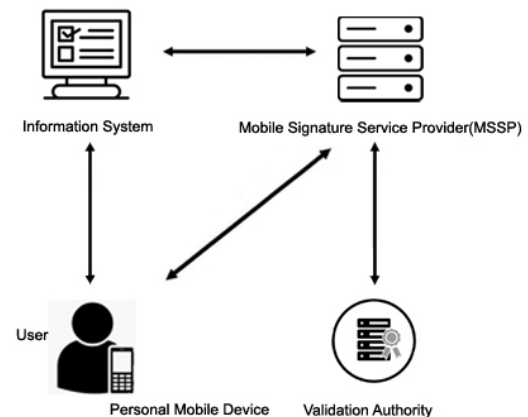 Information System
Mobile Signature Service Provider(MSSP)
User
Personal Mobile Device
Validation Authority